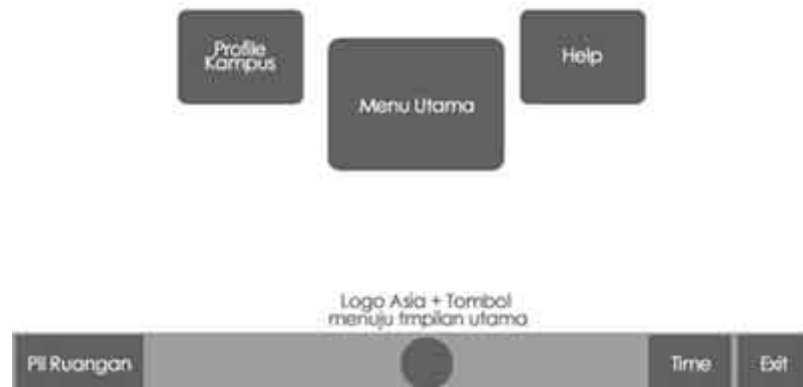 Profile
Kampus
Menu Utama
Help
Logo Asia + Tombol
menuju tmpilan utama
Pil Ruangan
Time
Exit